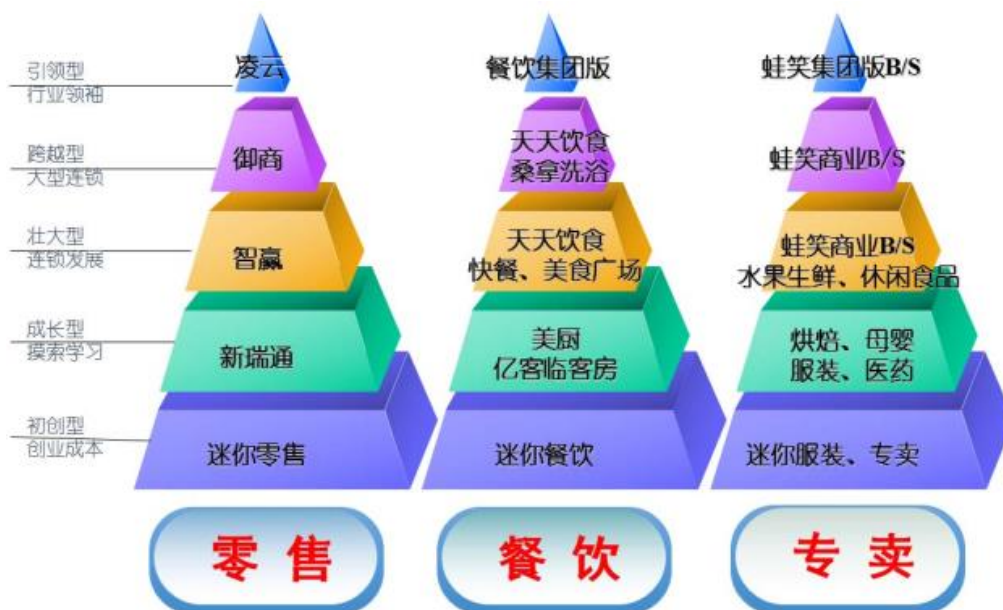 引领型
行业领袖
凌云
餐饮集团版
蛙笑集团版B/S
跨越型
大型连锁
御商
天天饮食
桑拿洗浴
蛙笑商业B/S
壮大型
连锁发展
智赢
天天饮食
快餐、美食广场
蛙笑商业B/S
水果生鲜、休闲食品
成长型
摸索学习
新瑞通
美厨
亿客临客房
烘焙、母婴
服装、医药
初创型
创业成本
迷你零售
迷你餐饮
迷你服装、专卖
零售
餐饮
专卖